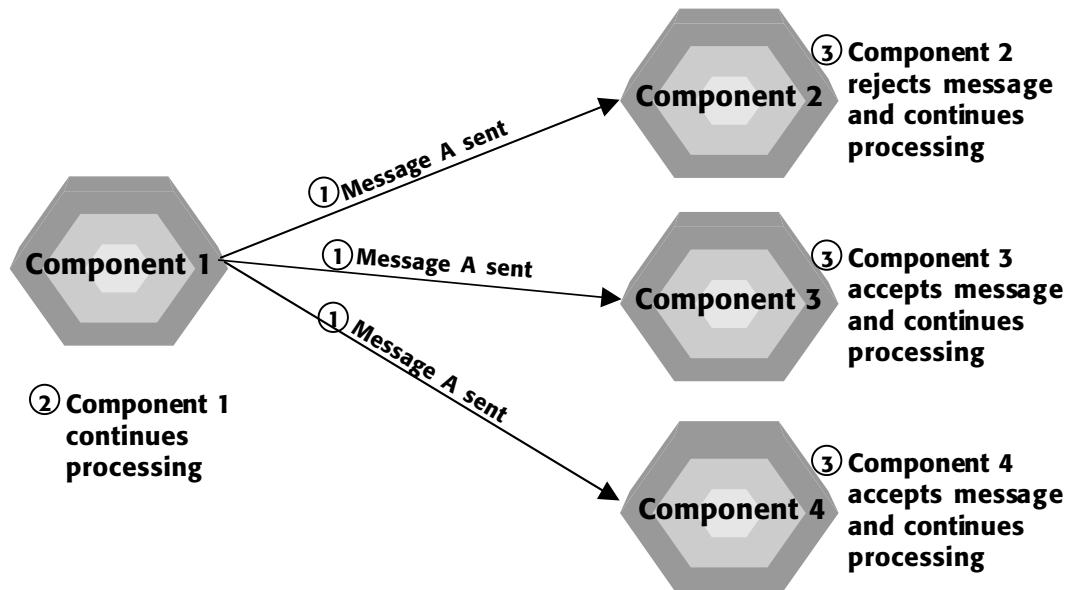 Component 1
② Component 1
continues
processing
① Message A sent
① Message A sent
① Message A sent
Component 2
③ Component 2
rejects message
and continues
processing
Component 3
③ Component 3
accepts message
and continues
processing
Component 4
③ Component 4
accepts message
and continues
processing